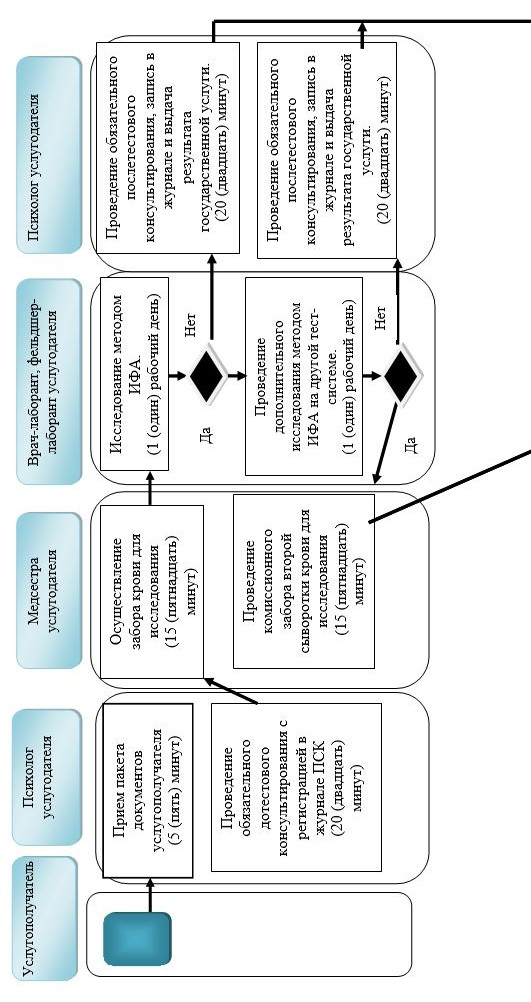 Услугополучатель
Психолог
услугодателя
Медсестра
услугодателя
Врач-лаборант, фельдшер-
лаборант услугодателя
Психолог услугодателя
Прием пакета
документов
услугополучателя
(5 (пять) минут)
Проведение
обязательного
дотестового
консультирования с
регистрацией в
журнале ПСК
(20 (двадцать)
минут)
Осуществление
забора крови для
исследования
(15 (пятнадцать)
минут)
Проведение
комиссионного
забора второй
сыворотки крови для
исследования
(15 (пятнадцать)
минут)
Исследование методом
ИФА.
(1 (один) рабочий день)
Да
Нет
Проведение
дополнительного
исследования методом
ИФА на другой тест-
системе.
(1 (один) рабочий день)
Да
Нет
Проведение обязательного
послетестового
консультирования, запись в
журнале и выдача
результата
государственной услуги.
(20 (двадцать) минут)
Проведение обязательного
послетестового
консультирования, запись в
журнале и выдача
результата государственной
услуги.
(20 (двадцать) минут)